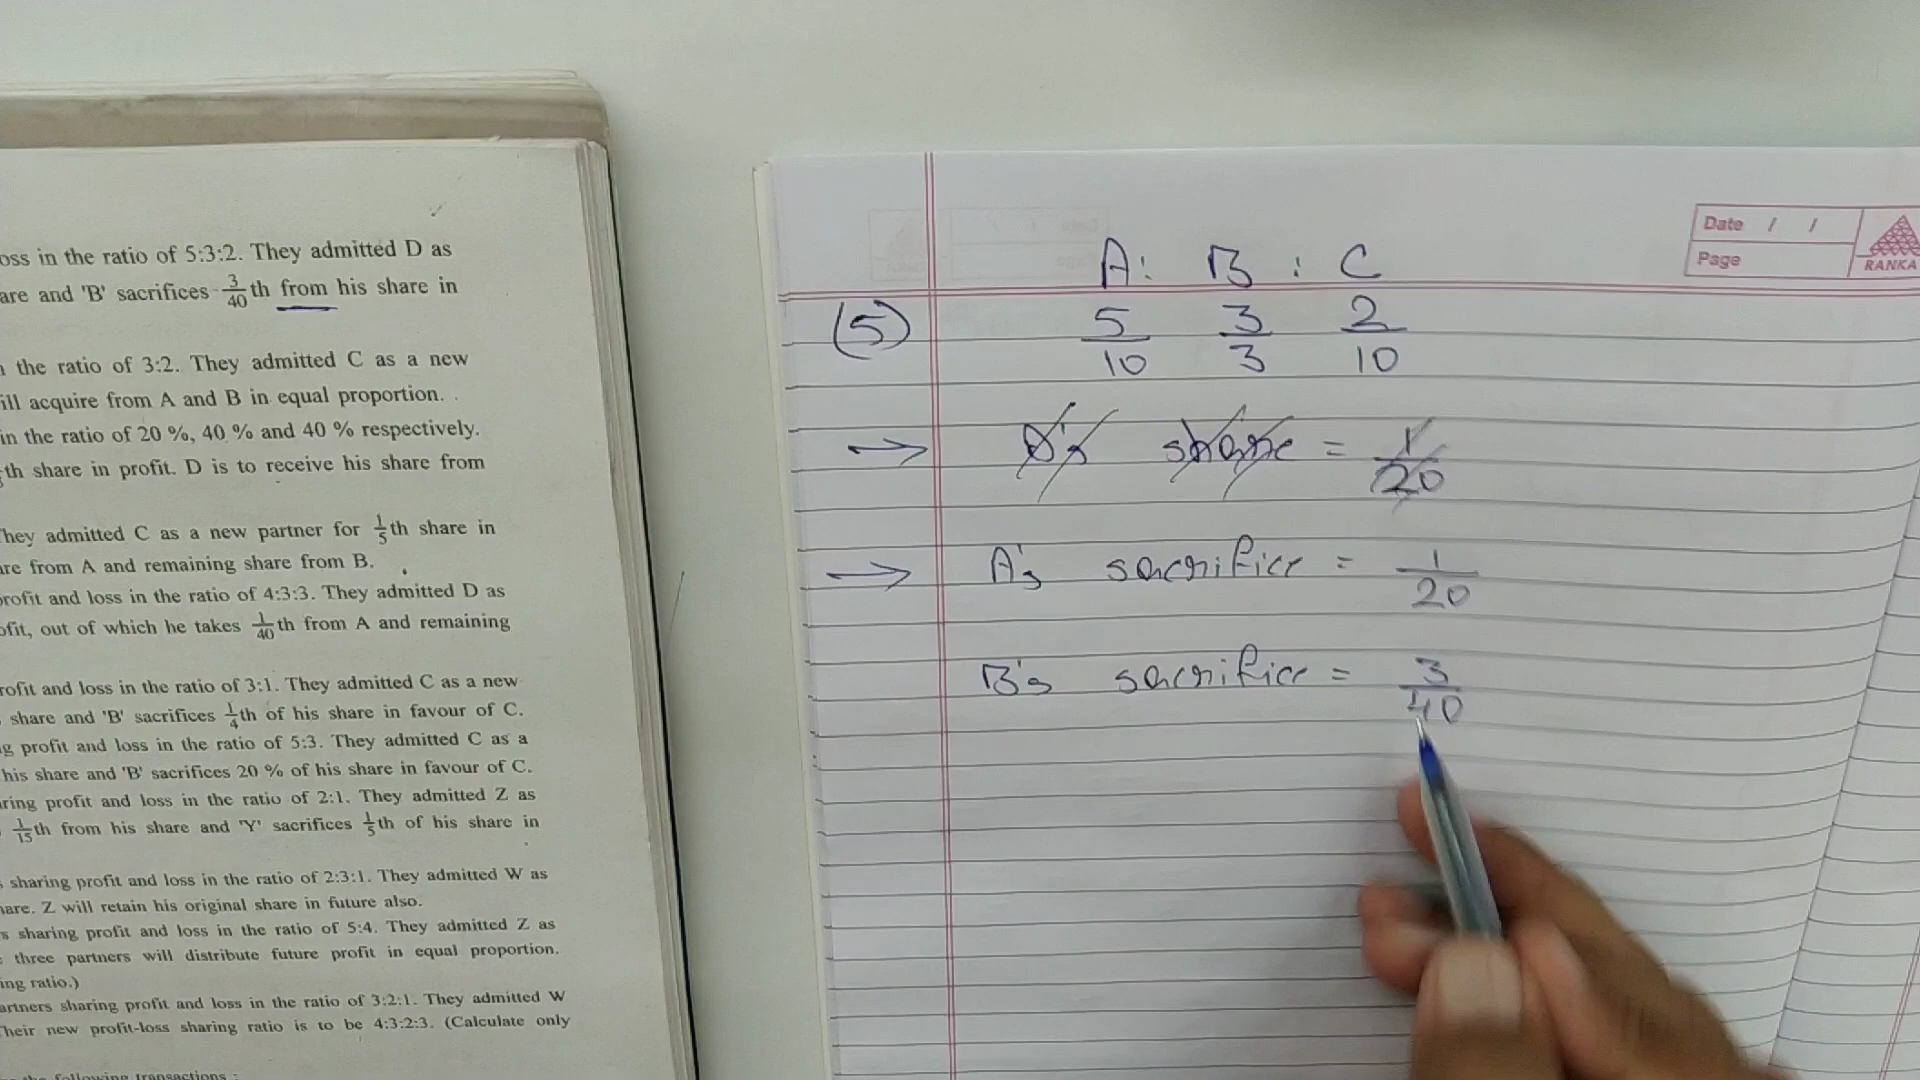 oss in the ratio of 5:3:2. They admitted D as
are and 'B' sacrifices 3/40 th from his share in
the ratio of 3:2. They admitted C as a new
ill acquire from A and B in equal proportion.
in the ratio of 20 %, 40 % and 40 % respectively.
th share in profit. D is to receive his share from
They admitted C as a new partner for 1/5 th share in
are from A and remaining share from B.
rofit and loss in the ratio of 4:3:3. They admitted D as
ofit, out of which he takes 1/40 th from A and remaining
rofit and loss in the ratio of 3:1. They admitted C as a new
share and 'B' sacrifices 1/4 th of his share in favour of C.
g profit and loss in the ratio of 5:3. They admitted C as a
his share and 'B' sacrifices 20 % of his share in favour of C.
ring profit and loss in the ratio of 2:1. They admitted Z as
1/15 th from his share and 'Y' sacrifices 1/5 th of his share in
sharing profit and loss in the ratio of 2:3:1. They admitted W as
are. Z will retain his original share in future also.
s sharing profit and loss in the ratio of 5:4. They admitted Z as
three partners will distribute future profit in equal proportion.
ing ratio.)
artners sharing profit and loss in the ratio of 3:2:1. They admitted W
Their new profit-loss sharing ratio is to be 4:3:2:3. (Calculate only
the following transactions :
Date / /
Page
RANKA
A : B : C
(5) 5/10 3/3 2/10
→ D's share = 1/20
→ A's sacrifice = 1/20
B's sacrifice = 3/40